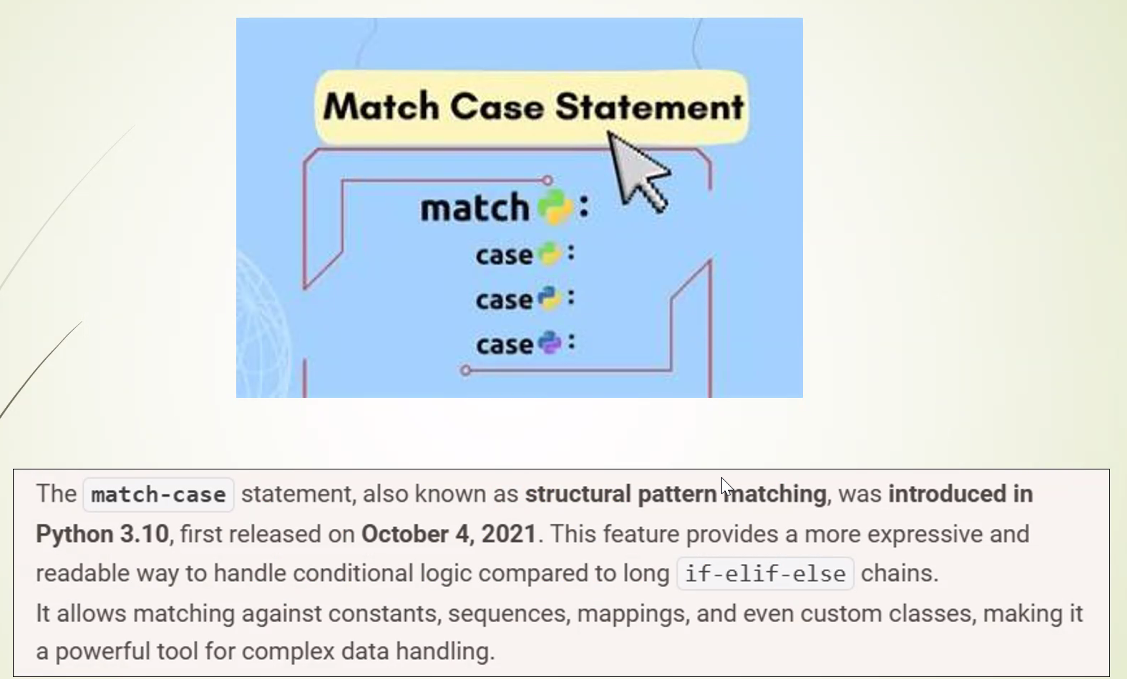 Match Case Statement
match :
case :
case :
case :
The match-case statement, also known as structural pattern matching, was introduced in
Python 3.10, first released on October 4, 2021. This feature provides a more expressive and
readable way to handle conditional logic compared to long if-elif-else chains.
It allows matching against constants, sequences, mappings, and even custom classes, making it
a powerful tool for complex data handling.